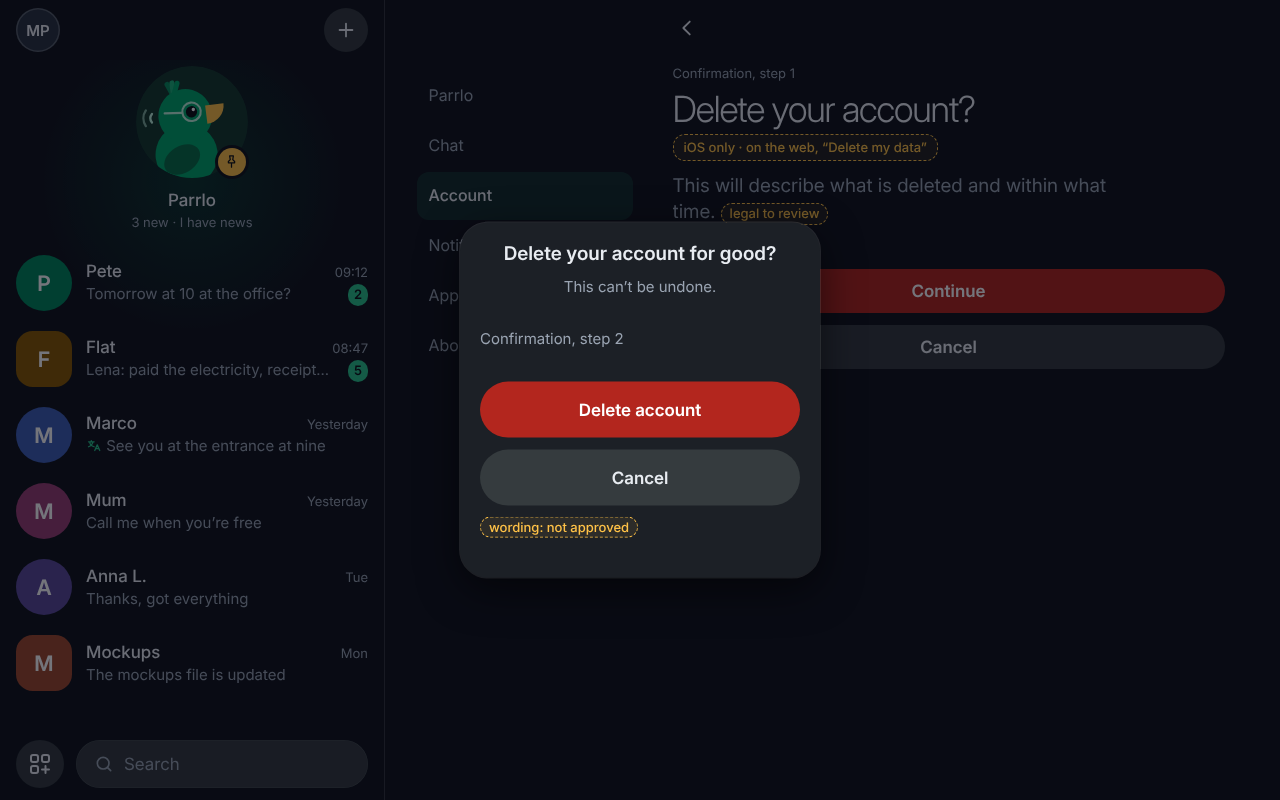 MP
Parrlo
3 new · I have news
P
Pete
09:12
Tomorrow at 10 at the office?
2
F
Flat
08:47
Lena: paid the electricity, receipt...
5
M
Marco
Yesterday
See you at the entrance at nine
M
Mum
Yesterday
Call me when you’re free
A
Anna L.
Tue
Thanks, got everything
M
Mockups
Mon
The mockups file is updated
Search
Parrlo
Chat
Account
Noti
App
Abo
Confirmation, step 1
Delete your account?
iOS only · on the web, “Delete my data”
This will describe what is deleted and within what
time. legal to review
Continue
Cancel
Delete your account for good?
This can’t be undone.
Confirmation, step 2
Delete account
Cancel
wording: not approved